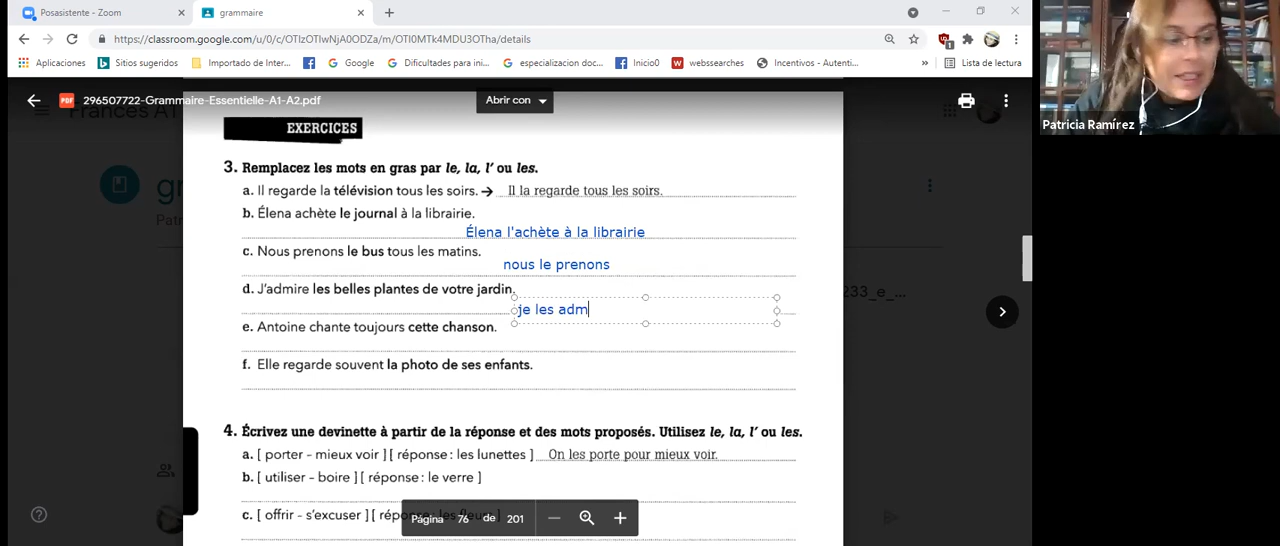 Posasistente - Zoom
grammaire
https://classroom.google.com/u/0/c/OTIzOTIwNjA0ODZa/m/OTI0MTk4MDU3OTha/details
Aplicaciones
Sitios sugeridos
Importado de Inter...
Google
Dificultades para ini...
especializacion doc...
Inicio0
webssearches
Incentivos - Autenti...
»
Lista de lectura
PDF
296507722-Grammaire-Essentielle-A1-A2.pdf
Abrir con
Patricia Ramírez
EXERCICES
3. Remplacez les mots en gras par le, la, l' ou les.
a. Il regarde la télévision tous les soirs. → Il la regarde tous les soirs.
b. Élena achète le journal à la librairie.
Élena l'achète à la librairie
c. Nous prenons le bus tous les matins.
nous le prenons
d. J'admire les belles plantes de votre jardin.
je les adm
e. Antoine chante toujours cette chanson.
f. Elle regarde souvent la photo de ses enfants.
4. Écrivez une devinette à partir de la réponse et des mots proposés. Utilisez le, la, l' ou les.
a. [ porter – mieux voir ] [ réponse : les lunettes ] On les porte pour mieux voir.
b. [ utiliser – boire ] [ réponse : le verre ]
c. [ offrir – s'excuser ] [ réponse : les fleurs ]
Página 76 de 201